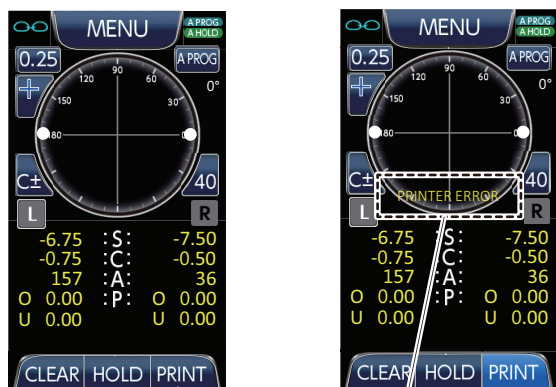 MENU
A PROG
A HOLD
0.25
A PROG
90
120 60
0°
150 30
80 0
C± 40
L R
-6.75 :S: -7.50
-0.75 :C: -0.50
157 :A: 36
O 0.00 :P: O 0.00
U 0.00 U 0.00
CLEAR HOLD PRINT
MENU
A PROG
A HOLD
0.25
A PROG
90
120 60
0°
150 30
80 0
C± 40
PRINTER ERROR
L R
-6.75 :S: -7.50
-0.75 :C: -0.50
157 :A: 36
O 0.00 :P: O 0.00
U 0.00 U 0.00
CLEAR HOLD PRINT